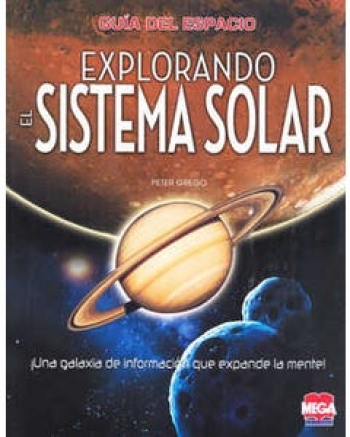 GUÍA DEL ESPACIO
EXPLORANDO
EL SISTEMA SOLAR
PETER GREGO
¡Una galaxia de información que expande la mente!
MEGA